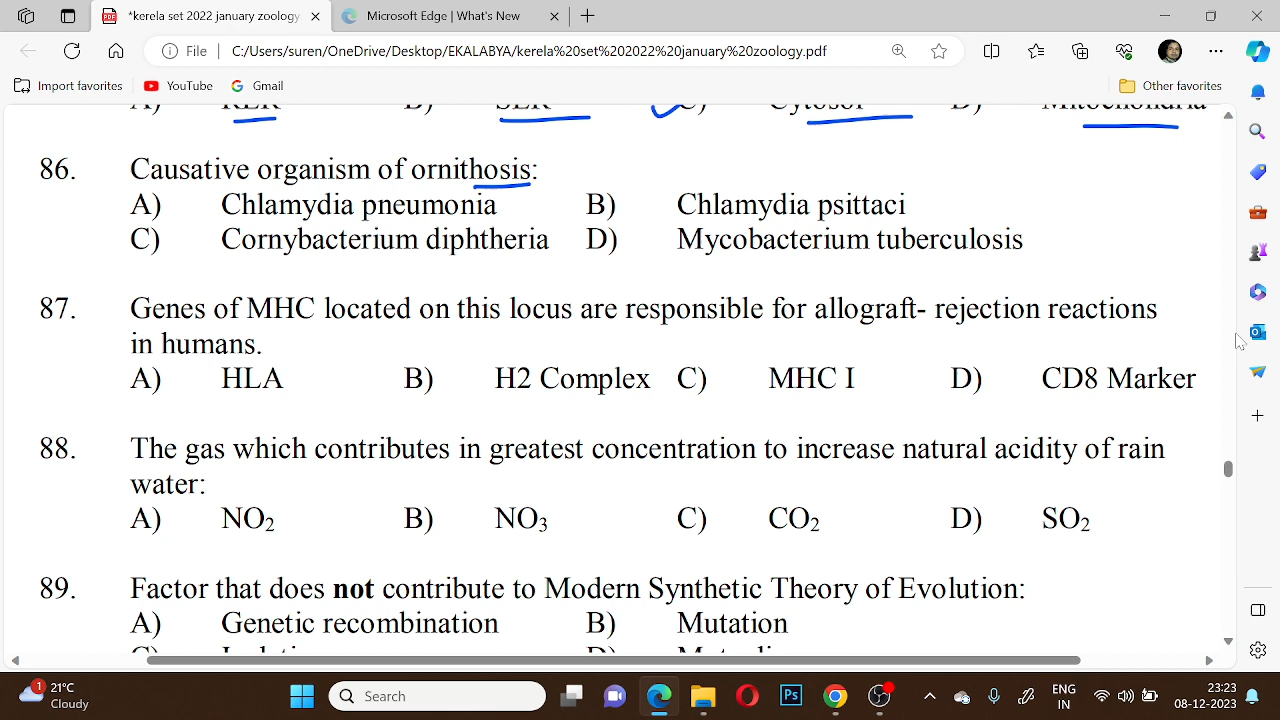 *kerela set 2022 january zoology
Microsoft Edge | What's New
File
C:/Users/suren/OneDrive/Desktop/EKALABYA/kerela%20set%202022%20january%20zoology.pdf
Import favorites
YouTube
Gmail
Other favorites
A) RER B) SER C) Cytosol D) Mitochondria
86. Causative organism of ornithosis:
A) Chlamydia pneumonia B) Chlamydia psittaci
C) Cornybacterium diphtheria D) Mycobacterium tuberculosis
87. Genes of MHC located on this locus are responsible for allograft- rejection reactions
in humans.
A) HLA B) H2 Complex C) MHC I D) CD8 Marker
88. The gas which contributes in greatest concentration to increase natural acidity of rain
water:
A) NO₂ B) NO₃ C) CO₂ D) SO₂
89. Factor that does not contribute to Modern Synthetic Theory of Evolution:
A) Genetic recombination B) Mutation
1
21°C
Cloudy
Search
Ps
ENG
IN
23:23
08-12-2023